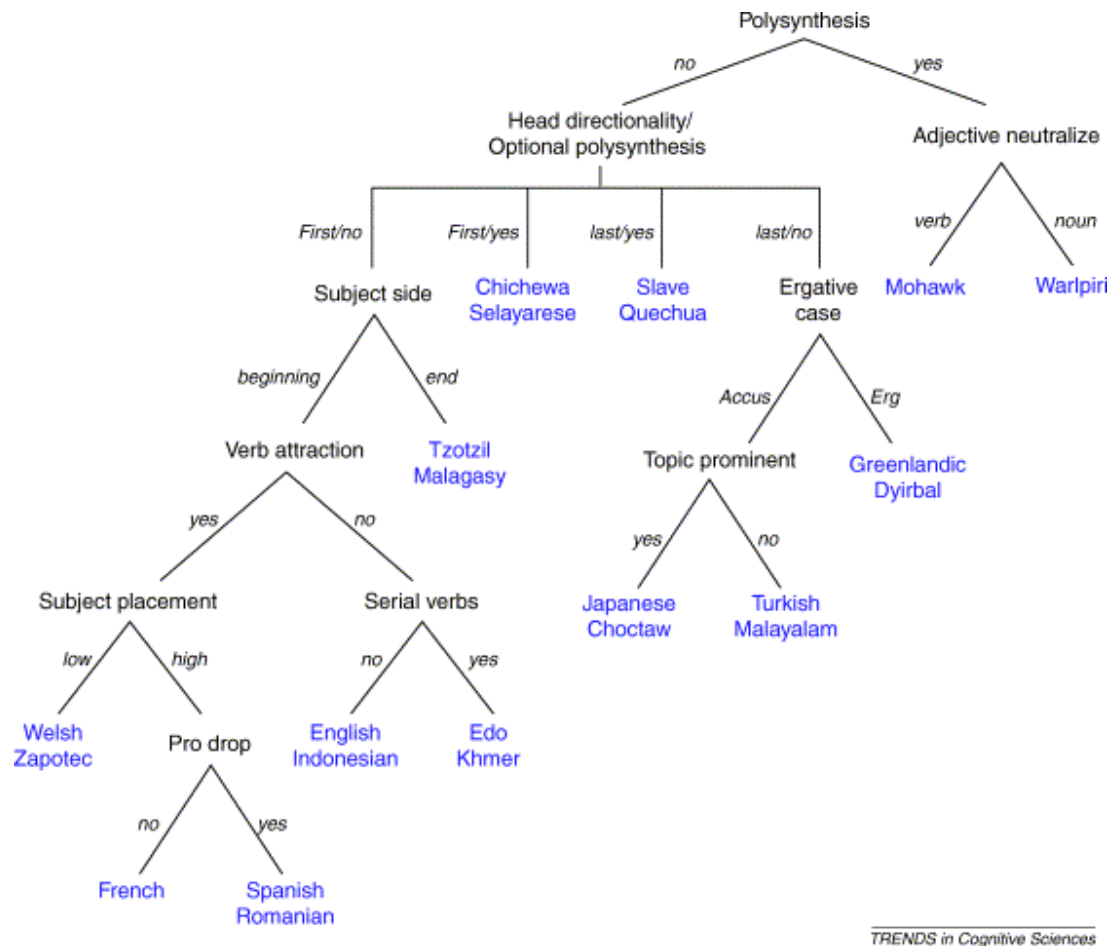 Polysynthesis
no
yes
Head directionality/
Optional polysynthesis
Adjective neutralize
First/no
First/yes
last/yes
last/no
verb
noun
Subject side
Chichewa
Selayarese
Slave
Quechua
Ergative
case
Mohawk
Warlpiri
beginning
end
Accus
Erg
Verb attraction
Tzotzil
Malagasy
Topic prominent
Greenlandic
Dyirbal
yes
no
yes
no
Subject placement
Serial verbs
Japanese
Choctaw
Turkish
Malayalam
low
high
no
yes
Welsh
Zapotec
Pro drop
English
Indonesian
Edo
Khmer
no
yes
French
Spanish
Romanian
TRENDS in Cognitive Sciences